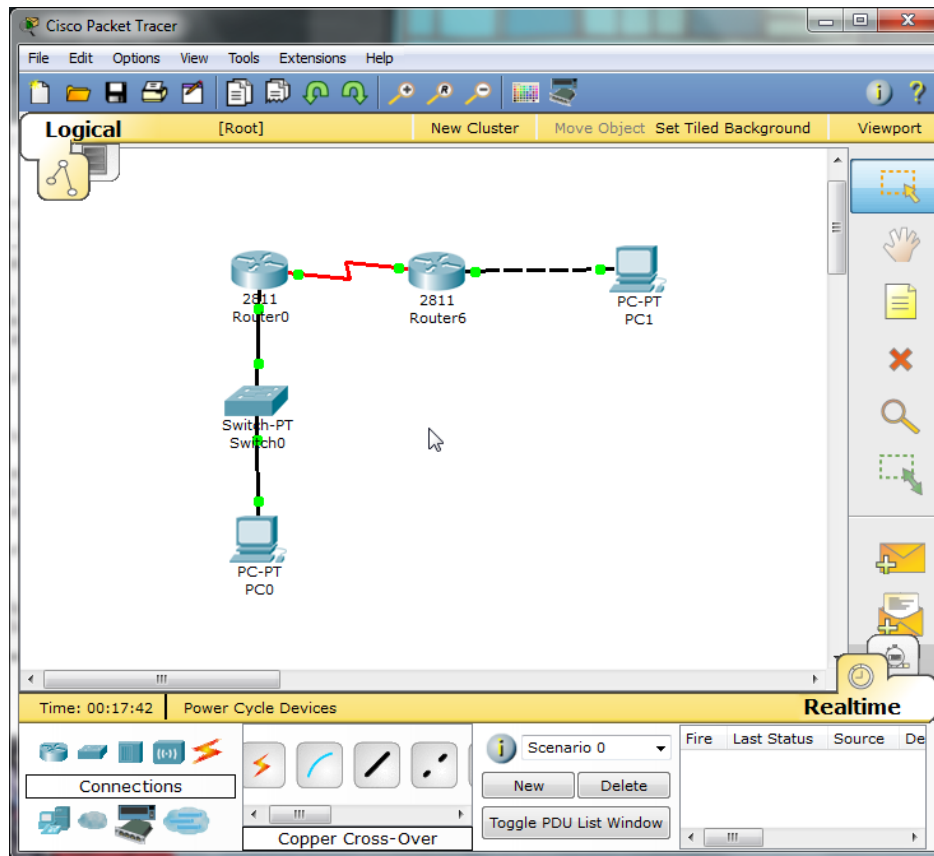 Cisco Packet Tracer
File Edit Options View Tools Extensions Help
R
i ?
Logical [Root] New Cluster Move Object Set Tiled Background Viewport
2811
Router0
2811
Router6
PC-PT
PC1
Switch-PT
Switch0
PC-PT
PC0
Time: 00:17:42 Power Cycle Devices Realtime
Connections
Copper Cross-Over
i Scenario 0
New Delete
Toggle PDU List Window
Fire Last Status Source De